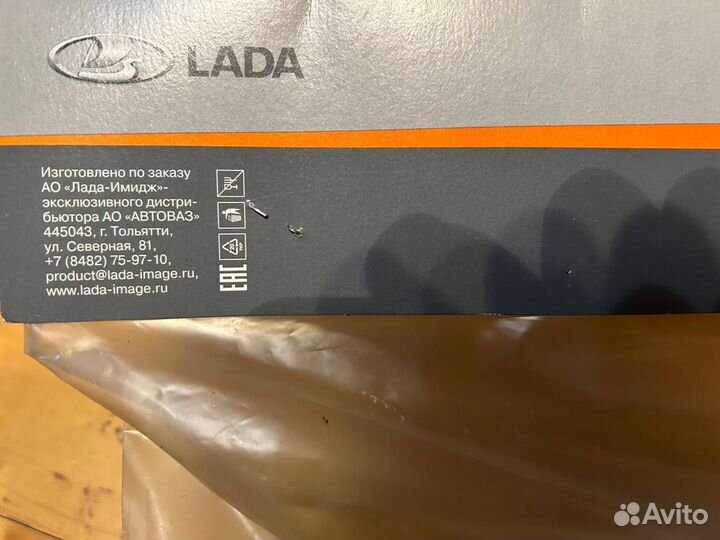 LADA
Изготовлено по заказу
АО «Лада-Имидж»-
эксклюзивного дистри-
бьютора АО «АВТОВАЗ»
445043, г. Тольятти,
ул. Северная, 81,
+7 (8482) 75-97-10,
product@lada-image.ru,
www.lada-image.ru
EAC
Avito